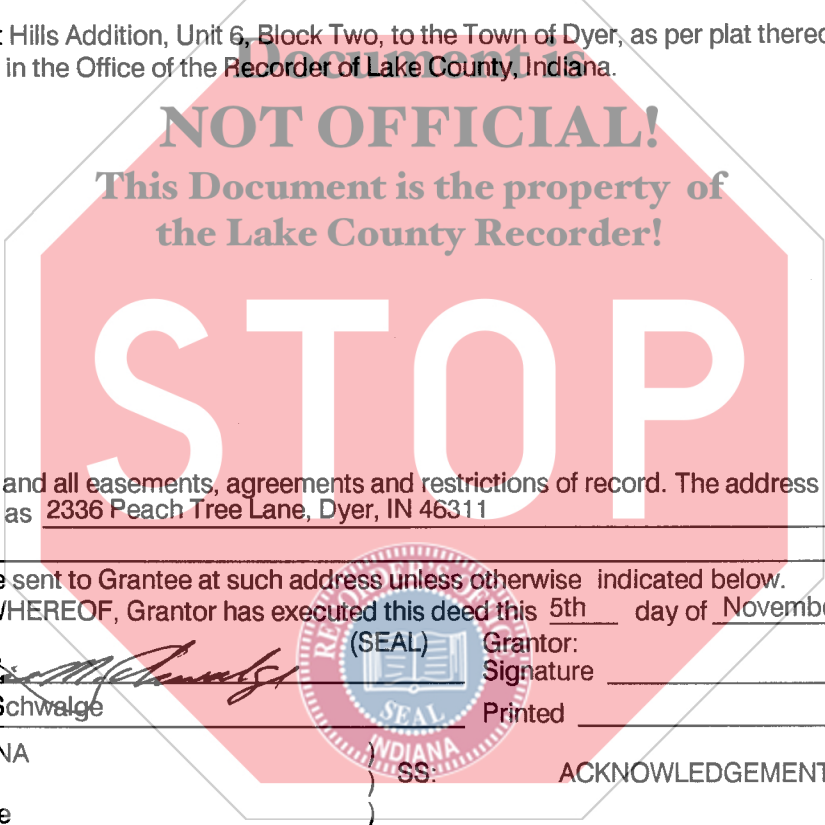 Hills Addition, Unit 6, Block Two, to the Town of Dyer, as per plat
in the Office of the Recorder of Lake County, Indiana.
Document is
NOT OFFICIAL!
This Document is the property of
the Lake County Recorder!
STOP
and all easements, agreements and restrictions of record. The address
as 2336 Peach Tree Lane, Dyer, IN 46311
sent to Grantee at such address unless otherwise indicated below.
WHEREOF, Grantor has executed this deed this 5th day of Novembe
(SEAL) Grantor:
Signature
Schwalge
Printed
RECORDER'S
SEAL
INDIANA
NA
) SS: ACKNOWLEDGEMENT
)
e
)